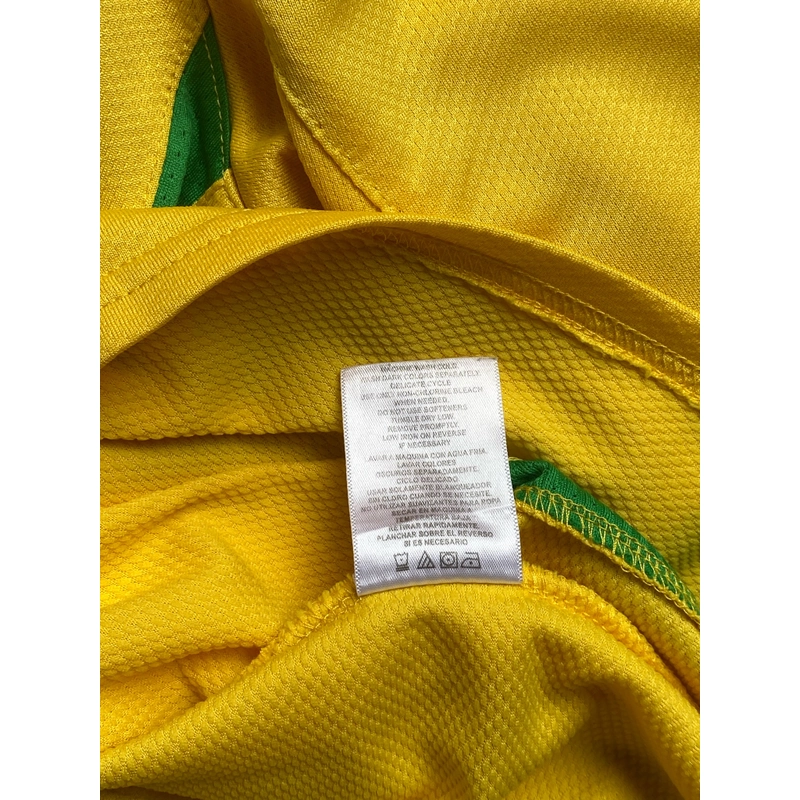 MACHINE WASH COLD.
WASH DARK COLORS SEPARATELY.
DELICATE CYCLE
USE ONLY NON-CHLORINE BLEACH
WHEN NEEDED.
DO NOT USE SOFTENERS
TUMBLE DRY LOW.
REMOVE PROMPTLY.
LOW IRON ON REVERSE
IF NECESSARY
LAVAR A MAQUINA CON AGUA FRIA.
LAVAR COLORES
OSCUROS SEPARADAMENTE.
CICLO DELICADO
USAR SOLAMENTE BLANQUEADOR
SIN CLORO CUANDO SE NECESITE.
NO UTILIZAR SUAVIZANTES PARA ROPA
SECAR EN MAQUINA A
TEMPERATURA BAJA
RETIRAR RAPIDAMENTE.
PLANCHAR SOBRE EL REVERSO
SI ES NECESARIO